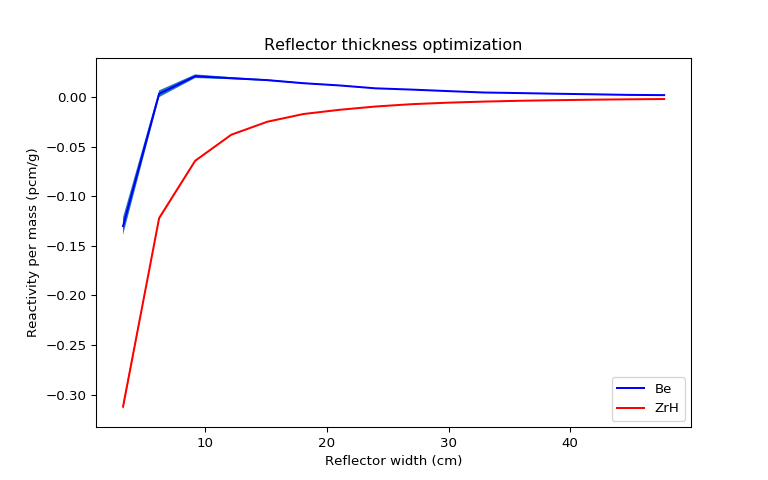 Reflector thickness optimization
Reactivity per mass (pcm/g)
0.00
−0.05
−0.10
−0.15
−0.20
−0.25
−0.30
Be
ZrH
10 20 30 40
Reflector width (cm)